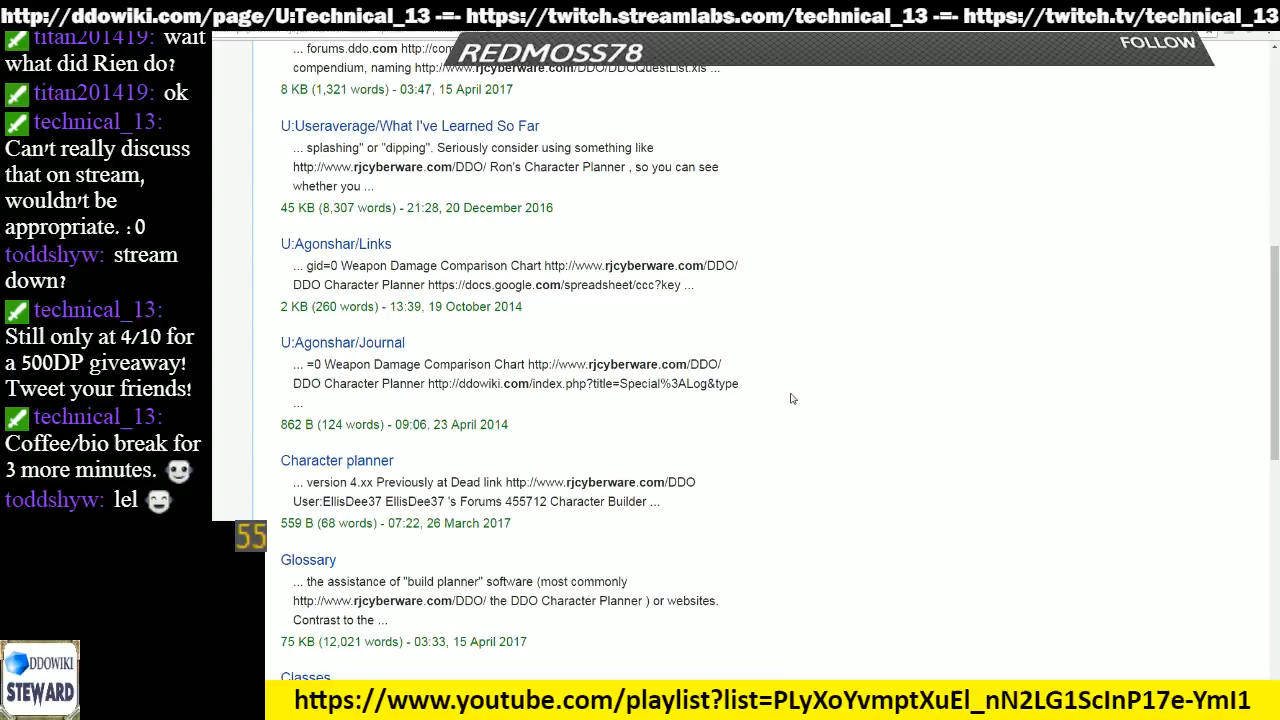 http://ddowiki.com/page/U:Technical_13 -=- https://twitch.streamlabs.com/technical_13 -=- https://twitch.tv/technical_13
titan201419: wait
what did Rien do?
titan201419: ok
technical_13:
Can't really discuss
that on stream,
wouldn't be
appropriate. :0
toddshyw: stream
down?
technical_13:
Still only at 4/10 for
a 500DP giveaway!
Tweet your friends!
technical_13:
Coffee/bio break for
3 more minutes.
toddshyw: lel
REDMOSS78
FOLLOW
... forums.ddo.com http://com
compendium, naming http://www.rjcyberware.com/DDO/DDOQuestList.xls ...
8 KB (1,321 words) - 03:47, 15 April 2017
U:Useraverage/What I've Learned So Far
... splashing" or "dipping". Seriously consider using something like
http://www.rjcyberware.com/DDO/ Ron's Character Planner , so you can see
whether you ...
45 KB (8,307 words) - 21:28, 20 December 2016
U:Agonshar/Links
... gid=0 Weapon Damage Comparison Chart http://www.rjcyberware.com/DDO/
DDO Character Planner https://docs.google.com/spreadsheet/ccc?key ...
2 KB (260 words) - 13:39, 19 October 2014
U:Agonshar/Journal
... =0 Weapon Damage Comparison Chart http://www.rjcyberware.com/DDO/
DDO Character Planner http://ddowiki.com/index.php?title=Special%3ALog&type
...
862 B (124 words) - 09:06, 23 April 2014
Character planner
... version 4.xx Previously at Dead link http://www.rjcyberware.com/DDO
User:EllisDee37 EllisDee37 's Forums 455712 Character Builder ...
559 B (68 words) - 07:22, 26 March 2017
55
Glossary
... the assistance of "build planner" software (most commonly
http://www.rjcyberware.com/DDO/ the DDO Character Planner ) or websites.
Contrast to the ...
75 KB (12,021 words) - 03:33, 15 April 2017
Classes
DDOWIKI
STEWARD
https://www.youtube.com/playlist?list=PLyXoYvmptXuEl_nN2LG1ScInP17e-YmI1